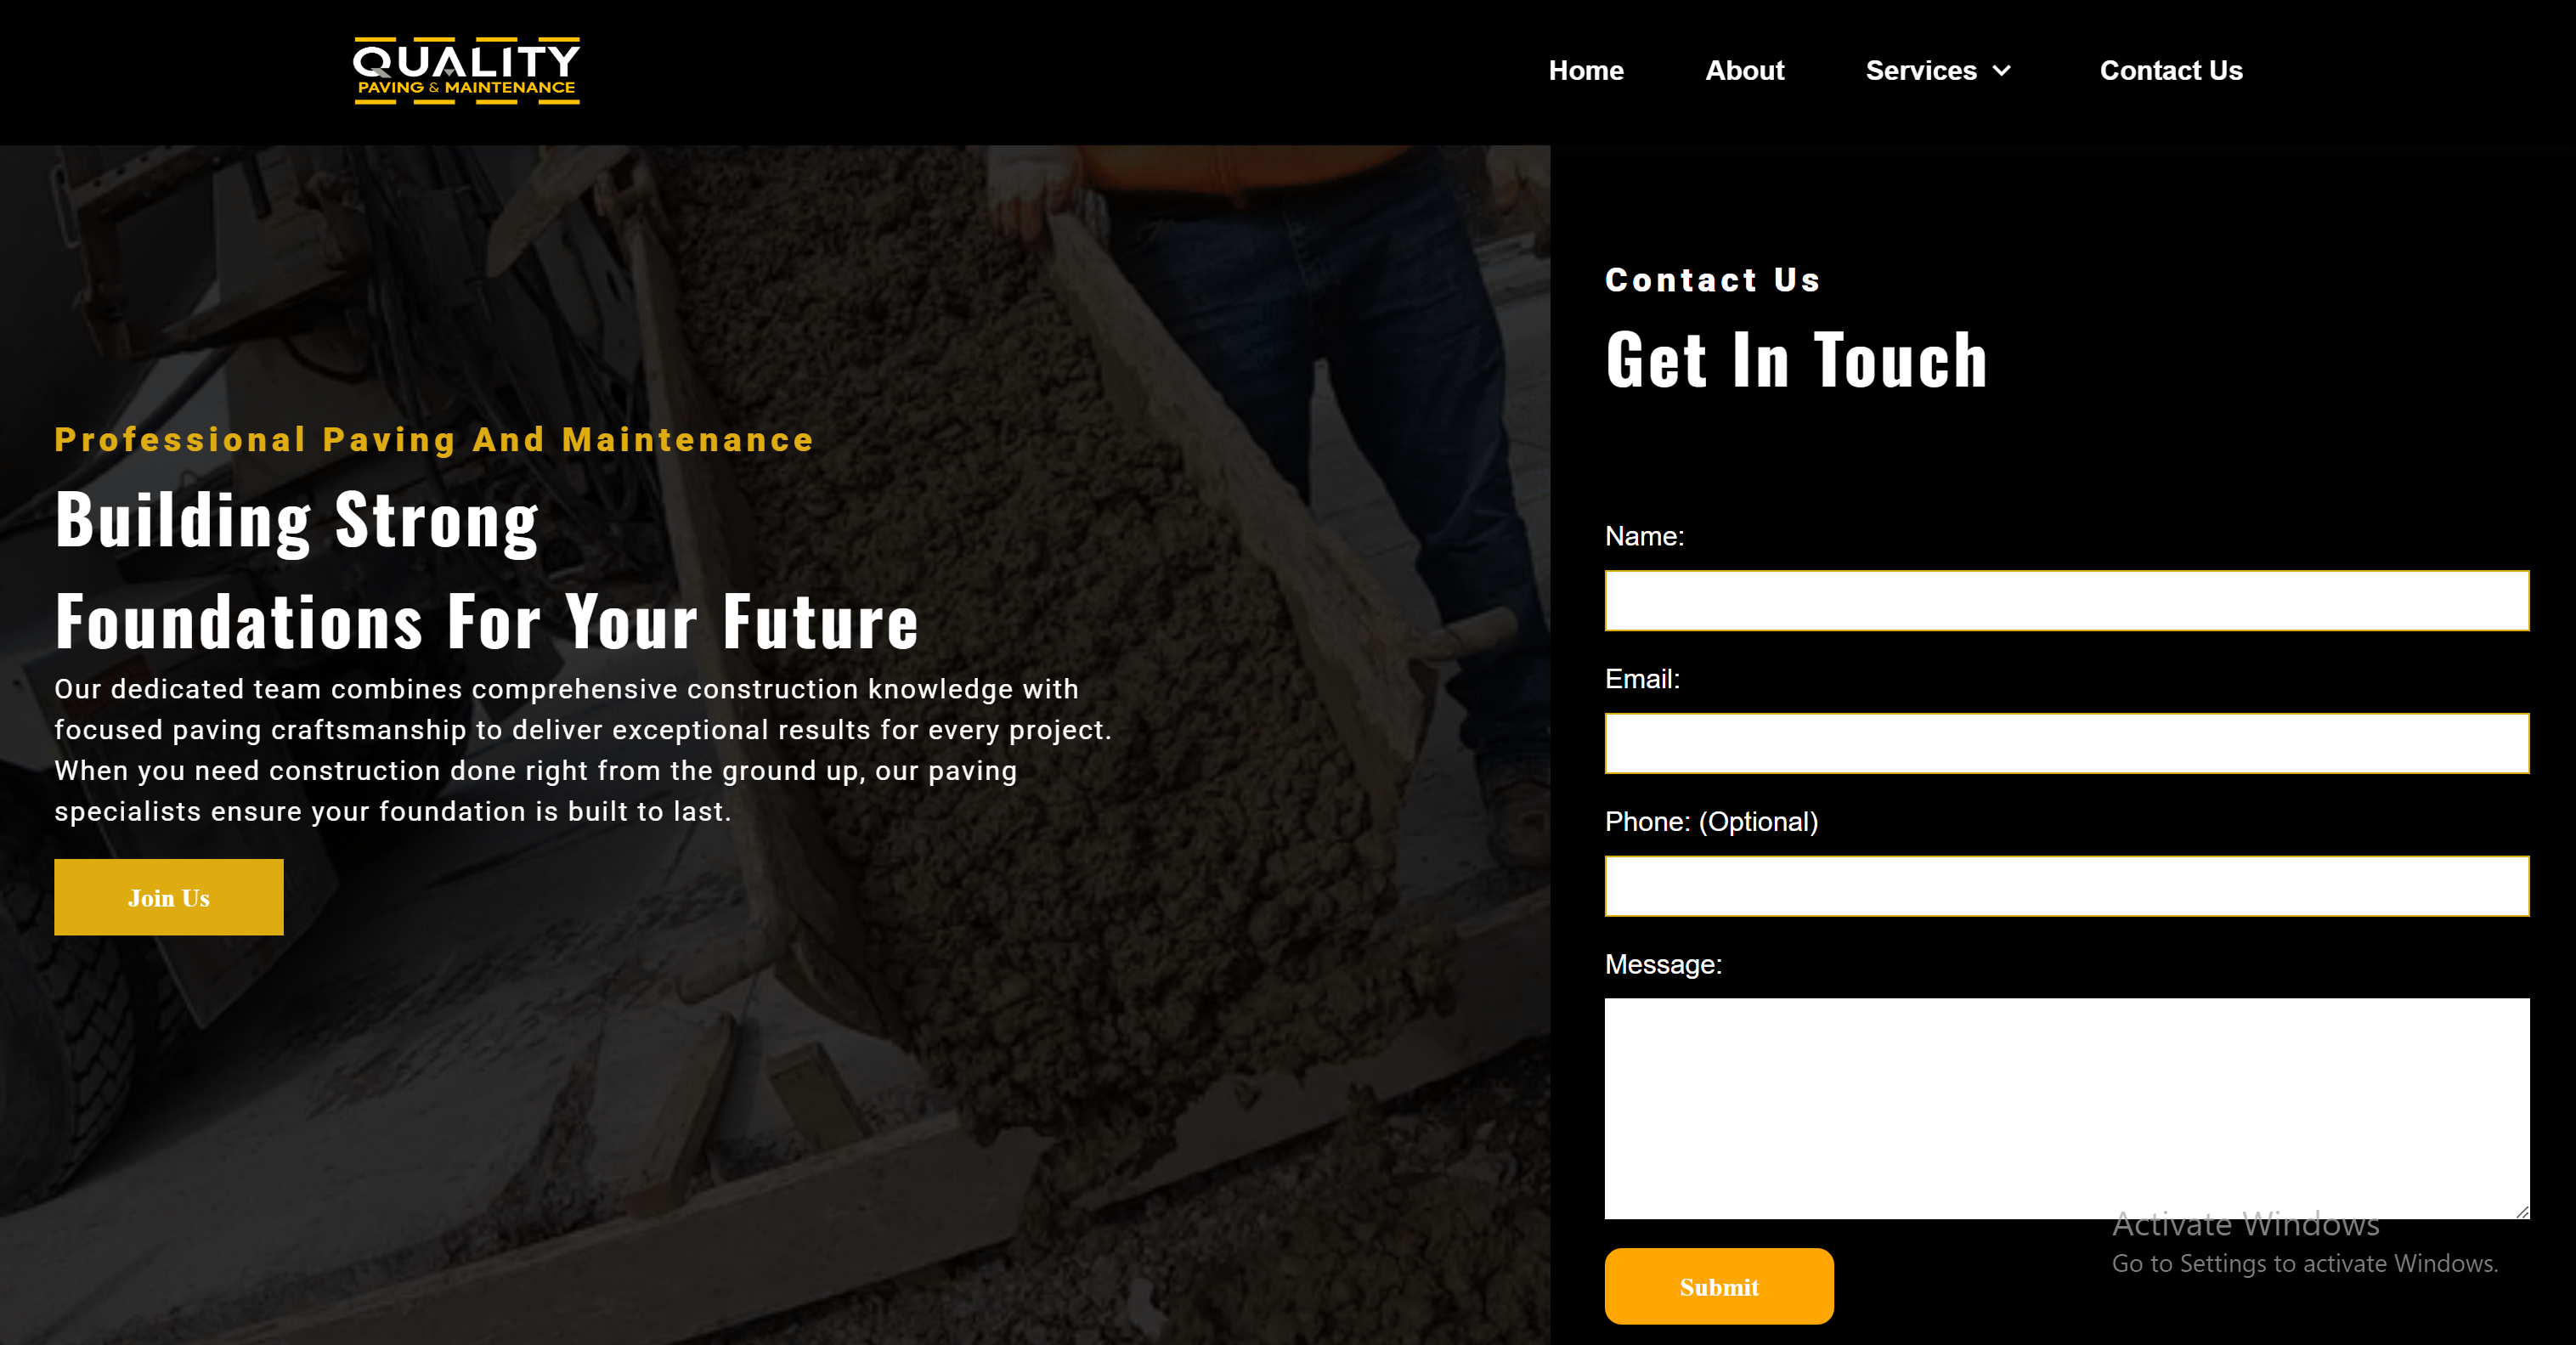 QUALITY
PAVING & MAINTENANCE
Home About Services Contact Us
Professional Paving And Maintenance
Building Strong
Foundations For Your Future
Our dedicated team combines comprehensive construction knowledge with
focused paving craftsmanship to deliver exceptional results for every project.
When you need construction done right from the ground up, our paving
specialists ensure your foundation is built to last.
Join Us
Contact Us
Get In Touch
Name:
Email:
Phone: (Optional)
Message:
Submit
Activate Windows
Go to Settings to activate Windows.